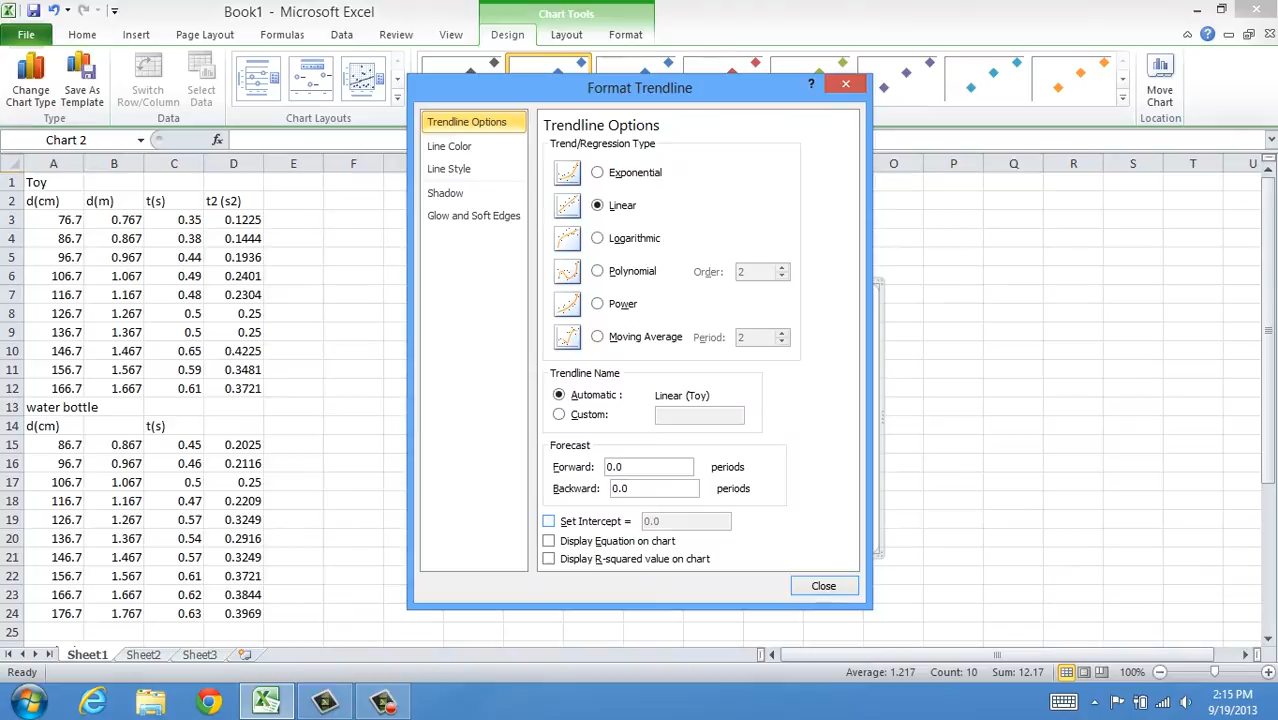 Book1 - Microsoft Excel
Chart Tools
File Home Insert Page Layout Formulas Data Review View Design Layout Format
Change Chart Type
Save As Template
Switch Row/Column
Select Data
Move Chart
Type Data Chart Layouts Location
Chart 2 fx
A B C D E F O P Q R S T U
1 Toy
2 d(cm) d(m) t(s) t2 (s2)
3 76.7 0.767 0.35 0.1225
4 86.7 0.867 0.38 0.1444
5 96.7 0.967 0.44 0.1936
6 106.7 1.067 0.49 0.2401
7 116.7 1.167 0.48 0.2304
8 126.7 1.267 0.5 0.25
9 136.7 1.367 0.5 0.25
10 146.7 1.467 0.65 0.4225
11 156.7 1.567 0.59 0.3481
12 166.7 1.667 0.61 0.3721
13 water bottle
14 d(cm) t(s)
15 86.7 0.867 0.45 0.2025
16 96.7 0.967 0.46 0.2116
17 106.7 1.067 0.5 0.25
18 116.7 1.167 0.47 0.2209
19 126.7 1.267 0.57 0.3249
20 136.7 1.367 0.54 0.2916
21 146.7 1.467 0.57 0.3249
22 156.7 1.567 0.61 0.3721
23 166.7 1.667 0.62 0.3844
24 176.7 1.767 0.63 0.3969
25
Format Trendline
Trendline Options
Line Color
Line Style
Shadow
Glow and Soft Edges
Trendline Options
Trend/Regression Type
Exponential
Linear
Logarithmic
Polynomial Order: 2
Power
Moving Average Period: 2
Trendline Name
Automatic : Linear (Toy)
Custom:
Forecast
Forward: 0.0 periods
Backward: 0.0 periods
Set Intercept = 0.0
Display Equation on chart
Display R-squared value on chart
Close
Sheet1 Sheet2 Sheet3
Ready Average: 1.217 Count: 10 Sum: 12.17 100%
2:15 PM
9/19/2013